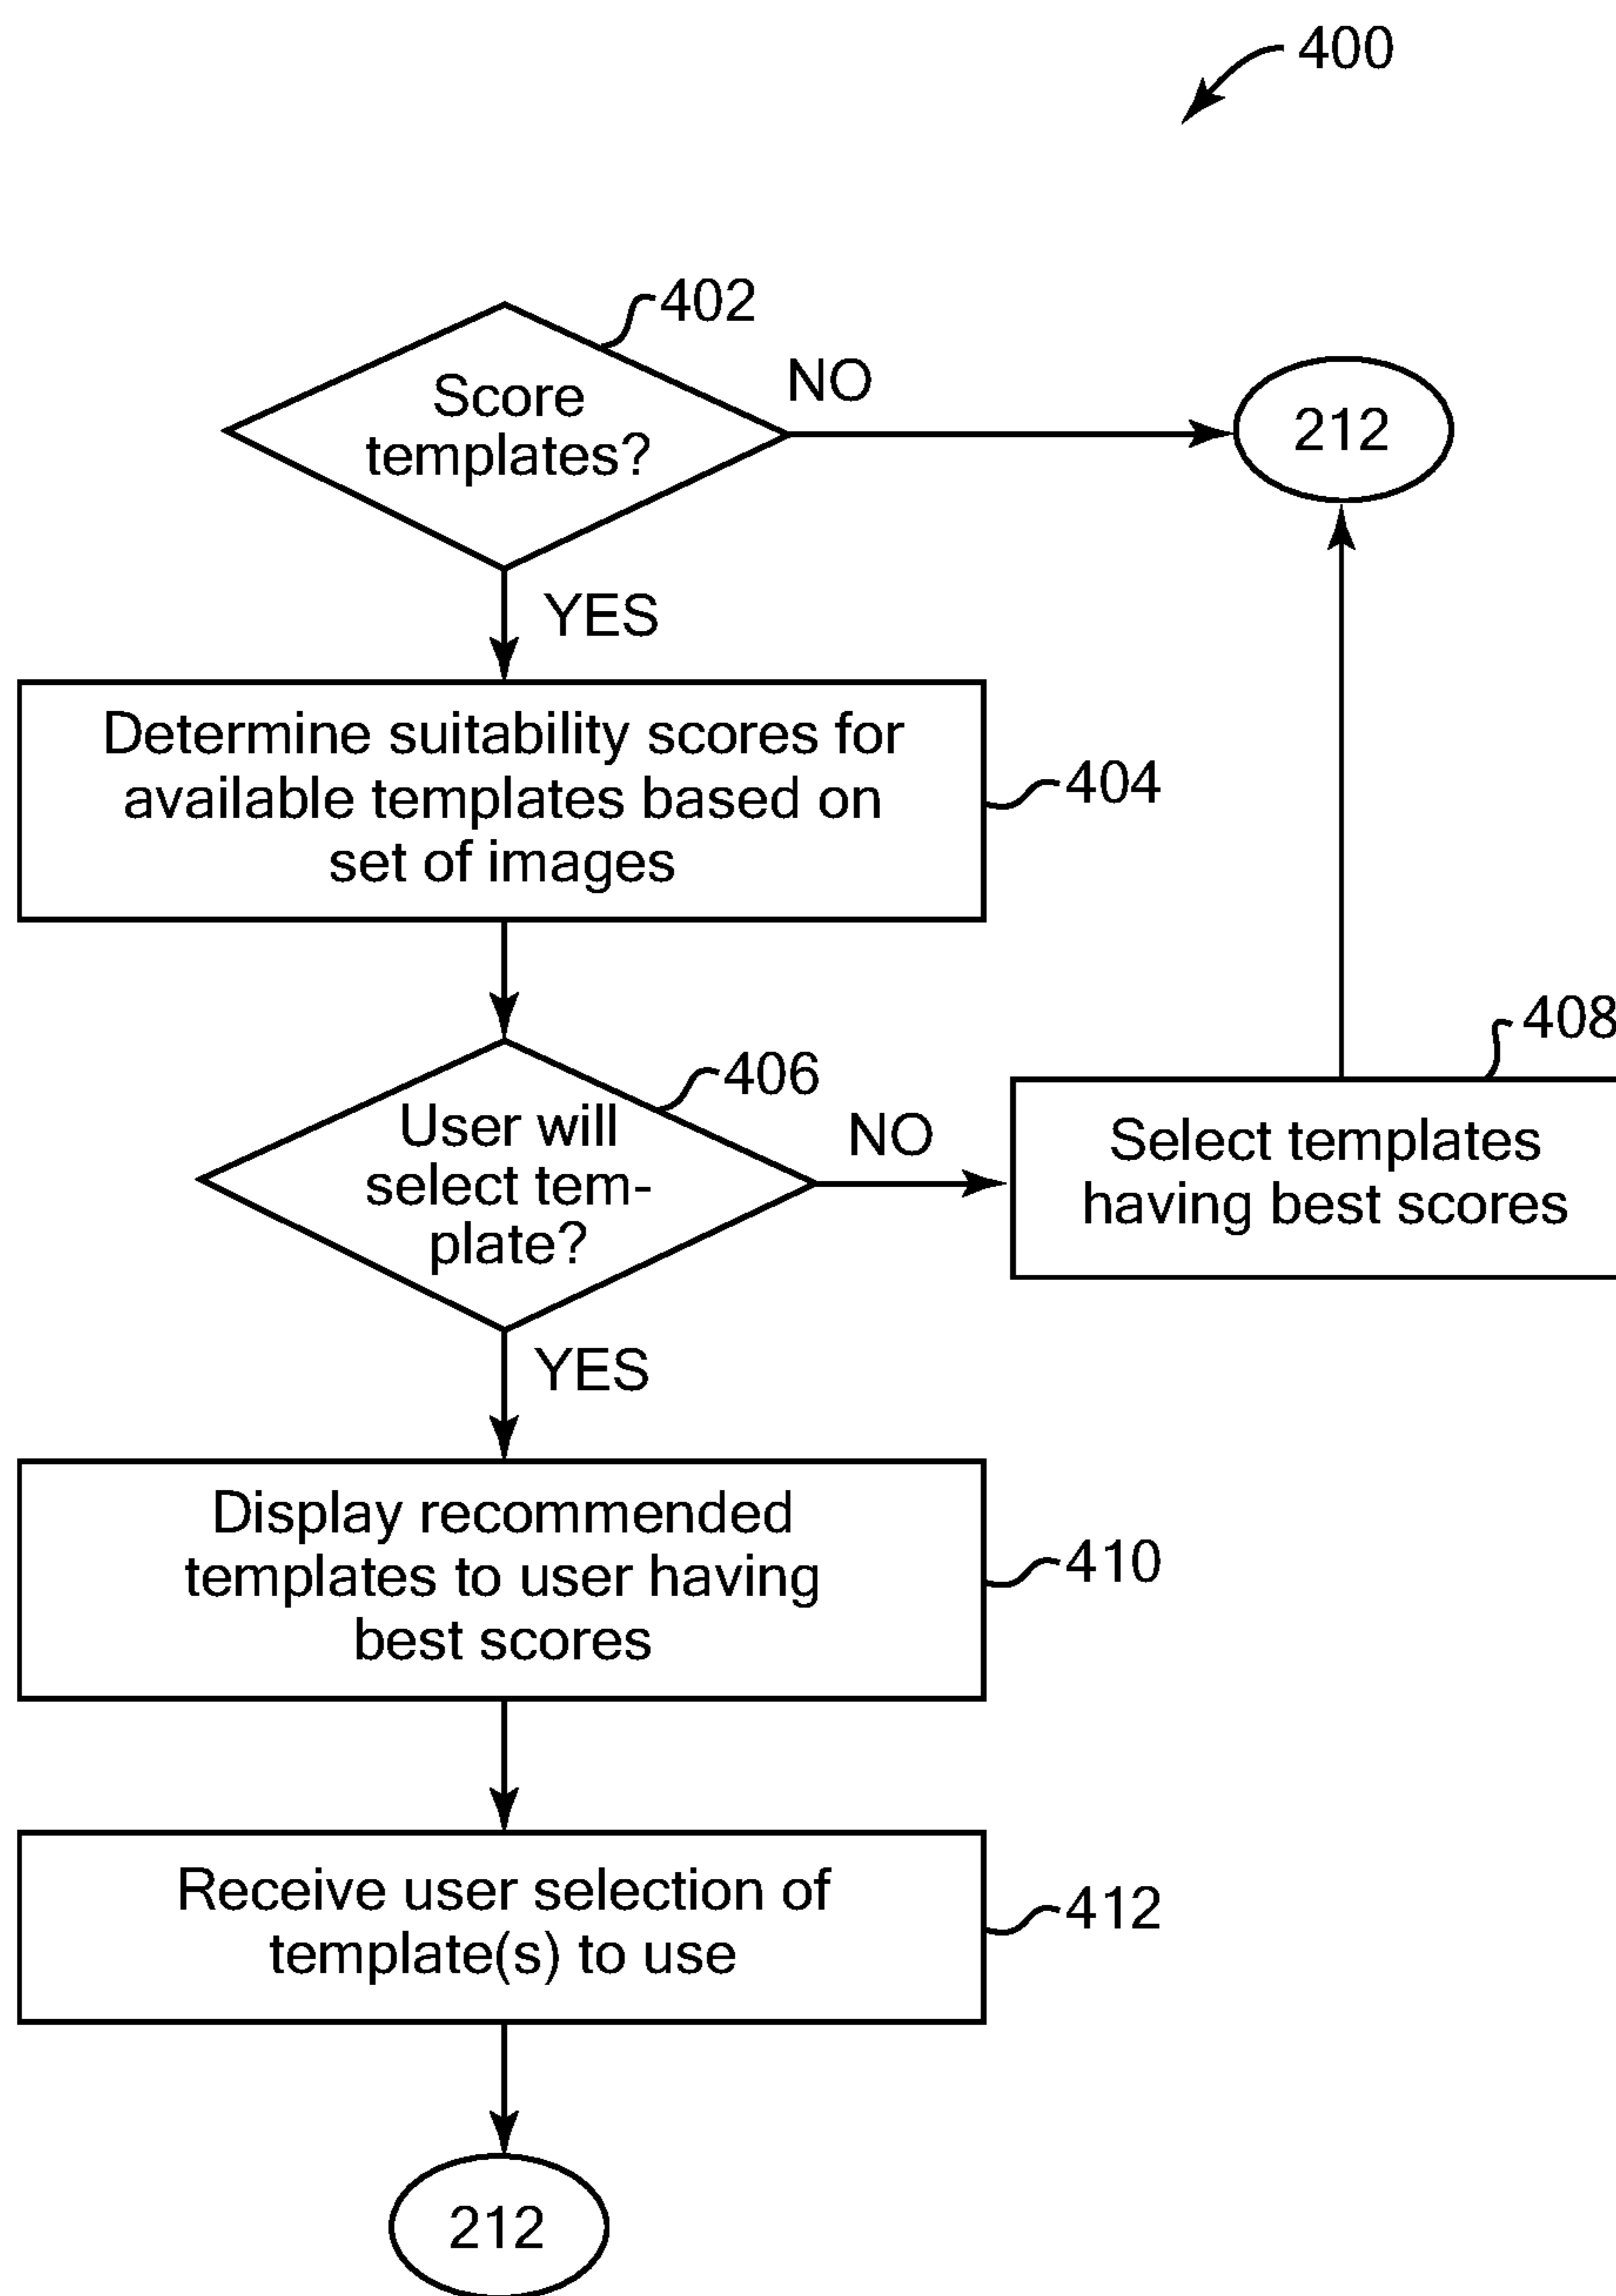 400
402
Score
templates?
NO
212
YES
Determine suitability scores for
available templates based on
set of images
404
406
User will
select tem-
plate?
NO
408
Select templates
having best scores
YES
Display recommended
templates to user having
best scores
410
Receive user selection of
template(s) to use
412
212